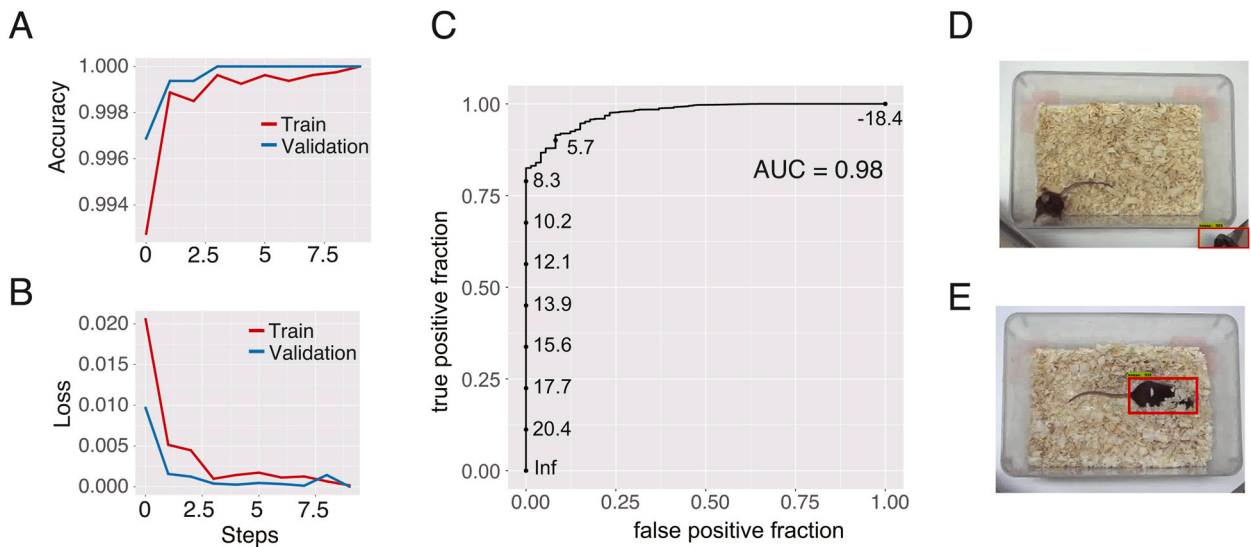 A
Accuracy
1.000
0.998
0.996
0.994
Train
Validation
0
2.5
5
7.5
B
Loss
0.020
0.015
0.010
0.005
0.000
Train
Validation
0
2.5
5
7.5
Steps
C
true positive fraction
1.00
0.75
0.50
0.25
0.00
-18.4
5.7
AUC = 0.98
8.3
10.2
12.1
13.9
15.6
17.7
20.4
Inf
0.00
0.25
0.50
0.75
1.00
false positive fraction
D
E